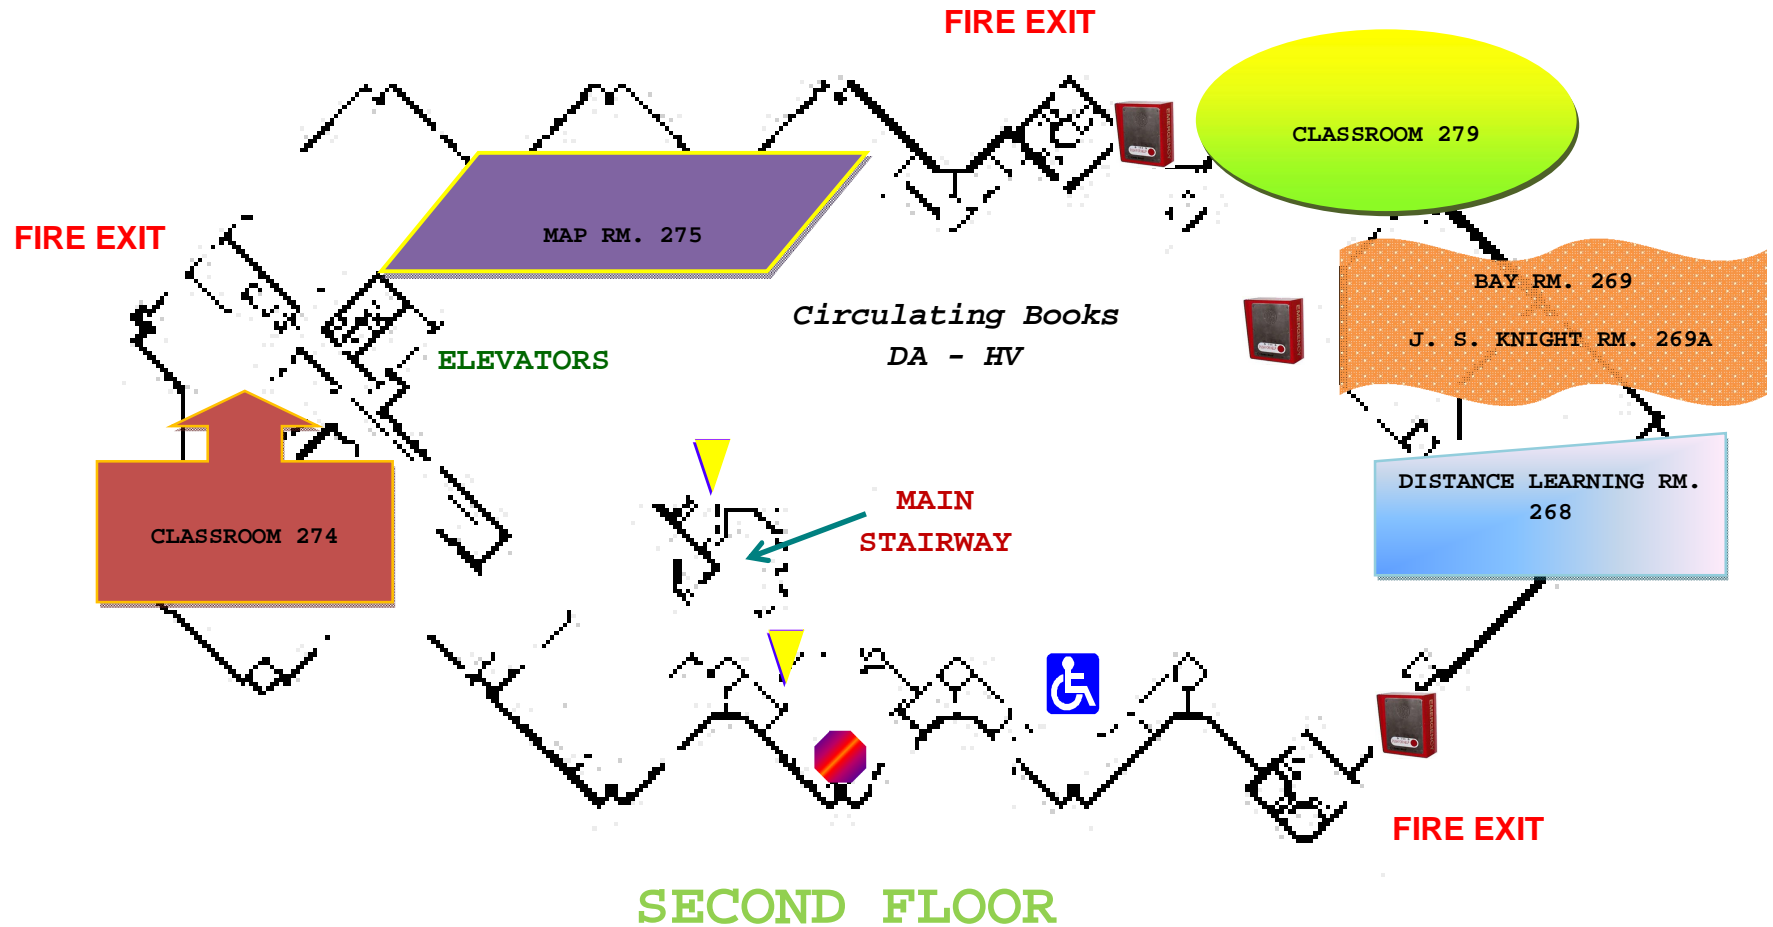 FIRE EXIT
CLASSROOM 279
FIRE EXIT
MAP RM. 275
BAY RM. 269
Circulating Books
DA - HV
J. S. KNIGHT RM. 269A
ELEVATORS
DISTANCE LEARNING RM.
268
MAIN
STAIRWAY
CLASSROOM 274
FIRE EXIT
SECOND FLOOR